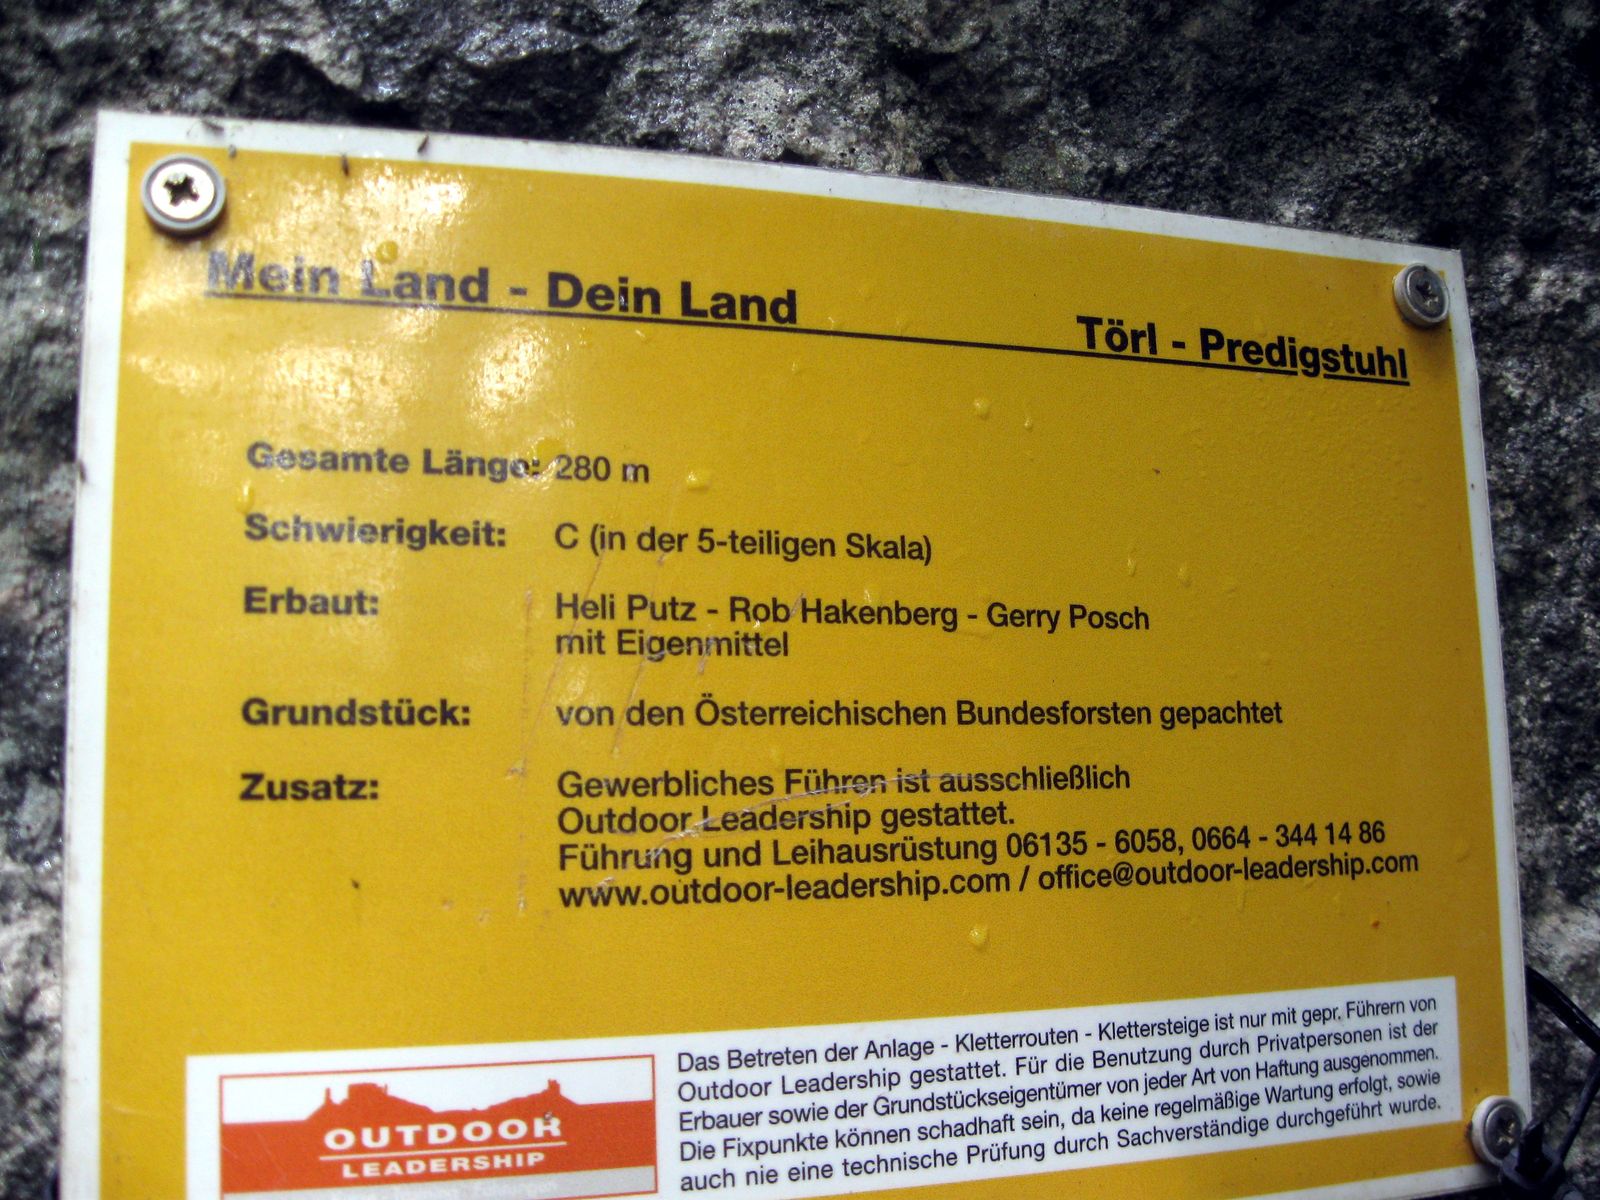 Mein Land - Dein Land
Törl - Predigstuhl
Gesamte Länge: 280 m
Schwierigkeit: C (in der 5-teiligen Skala)
Erbaut: Heli Putz - Rob Hakenberg - Gerry Posch
mit Eigenmittel
Grundstück: von den Österreichischen Bundesforsten gepachtet
Zusatz: Gewerbliches Führen ist ausschließlich
Outdoor Leadership gestattet.
Führung und Leihausrüstung 06135 - 6058, 0664 - 344 14 86
www.outdoor-leadership.com / office@outdoor-leadership.com
OUTDOOR
LEADERSHIP
Das Betreten der Anlage - Kletterrouten - Klettersteige ist nur mit gepr. Führern von
Outdoor Leadership gestattet. Für die Benutzung durch Privatpersonen ist der
Erbauer sowie der Grundstückseigentümer von jeder Art von Haftung ausgenommen.
Die Fixpunkte können schadhaft sein, da keine regelmäßige Wartung erfolgt, sowie
auch nie eine technische Prüfung durch Sachverständige durchgeführt wurde.